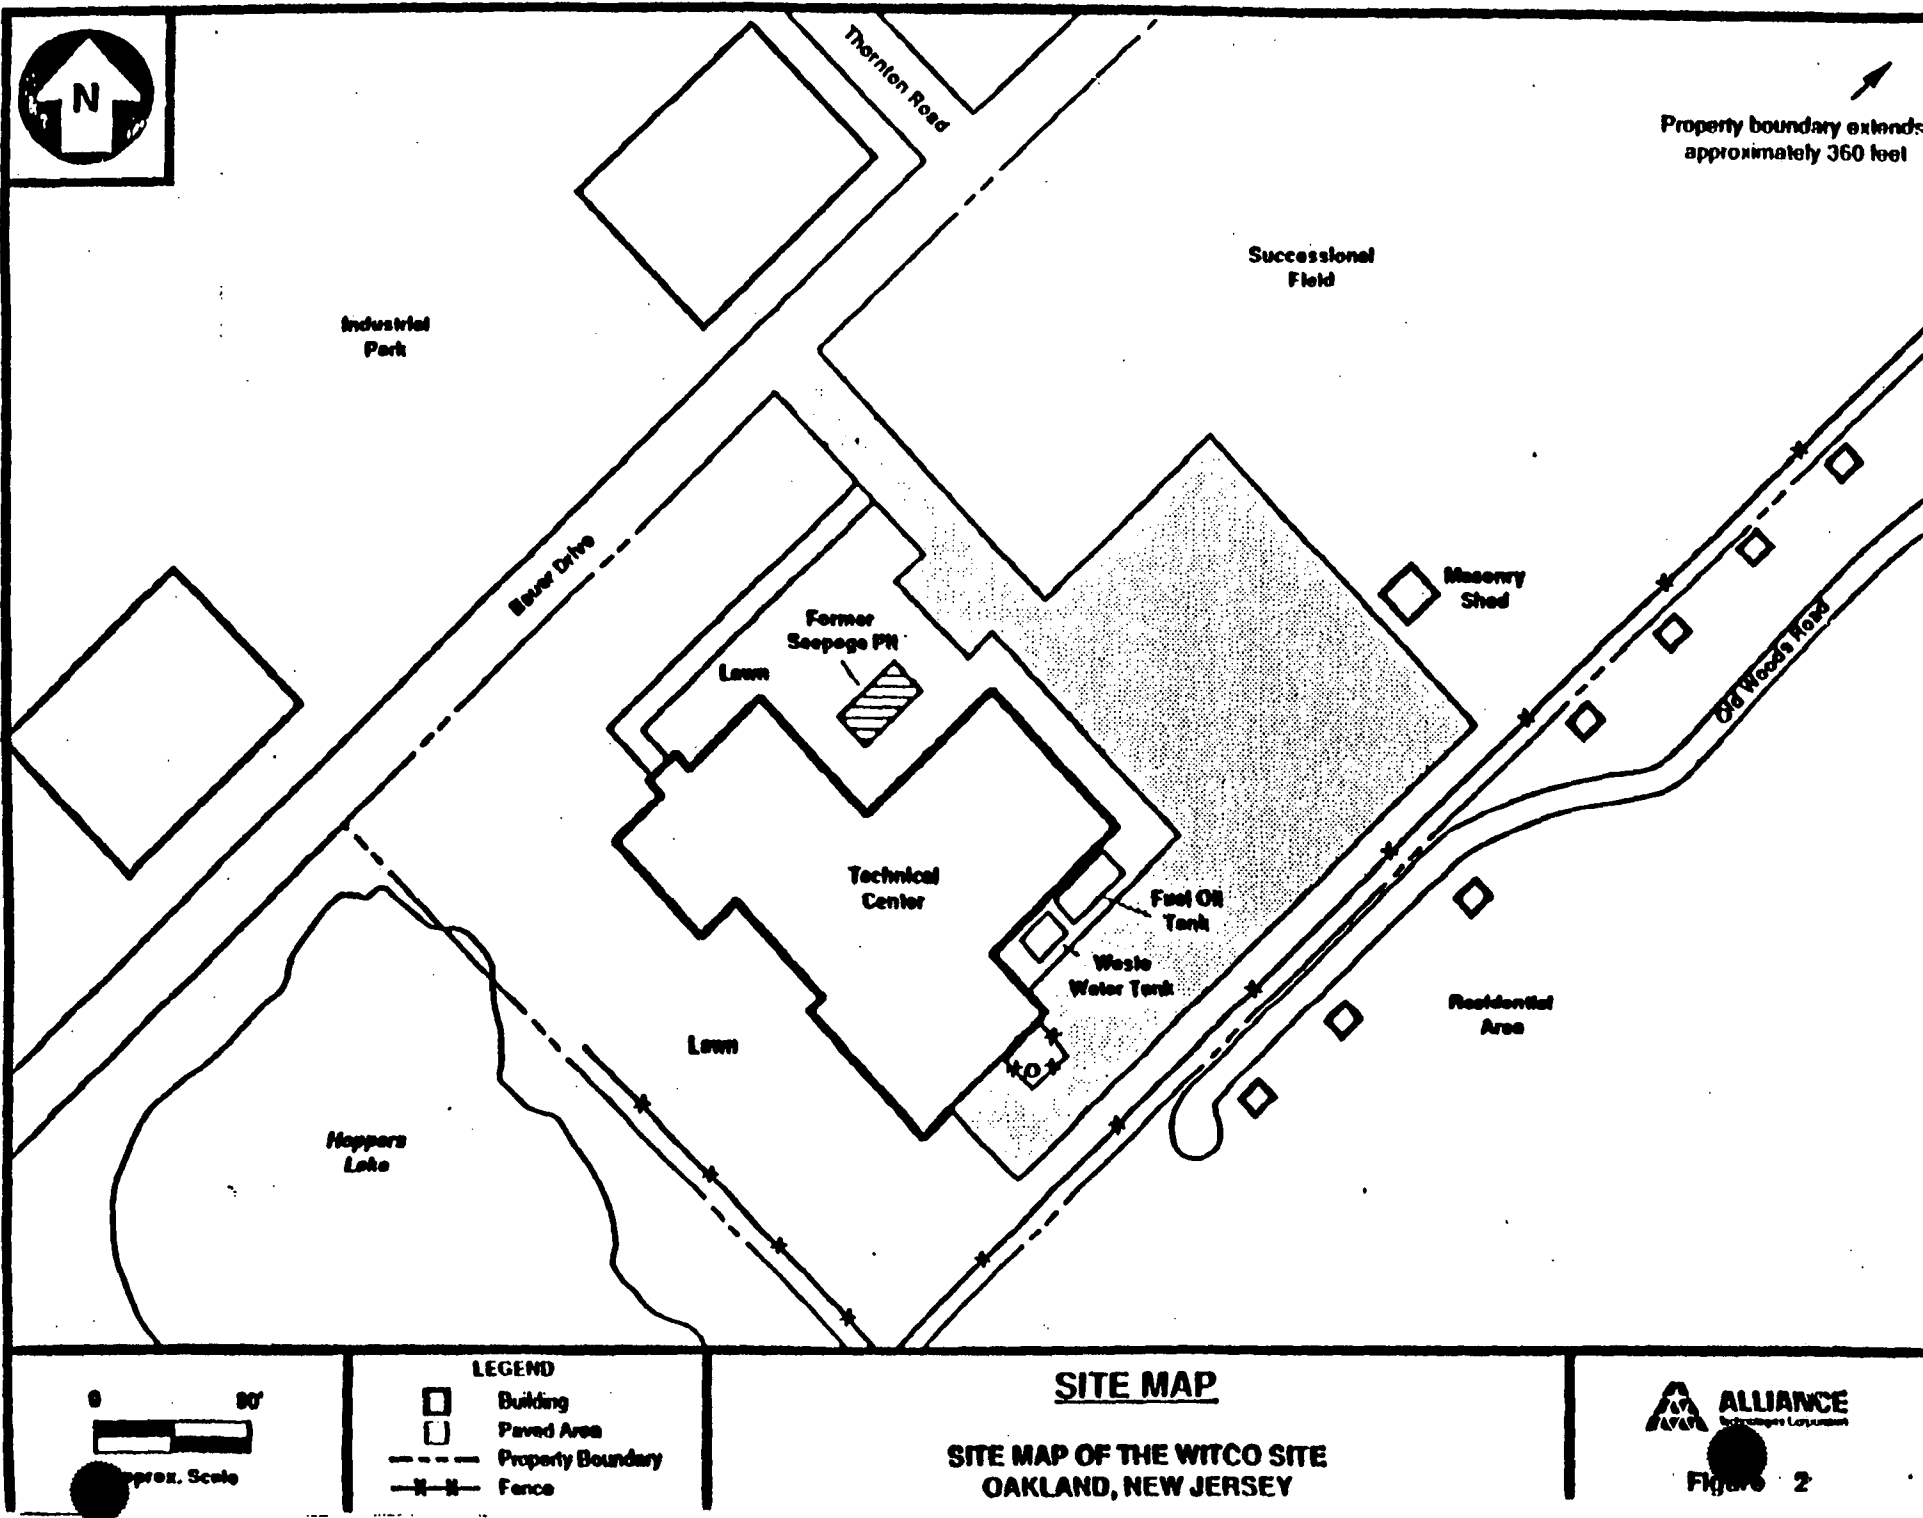 N
Thornton Road
Property boundary extends
approximately 360 feet
Successional
Field
Industrial
Park
Bauer Drive
Masonry
Shed
Former
Seepage Pit
Lawn
Old Woods Road
Technical
Center
Fuel Oil
Tank
Waste
Water Tank
Residential
Area
Lawn
Hoppers
Lake
0 90'
Approx. Scale
LEGEND
Building
Paved Area
Property Boundary
Fence
SITE MAP
SITE MAP OF THE WITCO SITE
OAKLAND, NEW JERSEY
ALLIANCE
Technologies Corporation
Figure 2